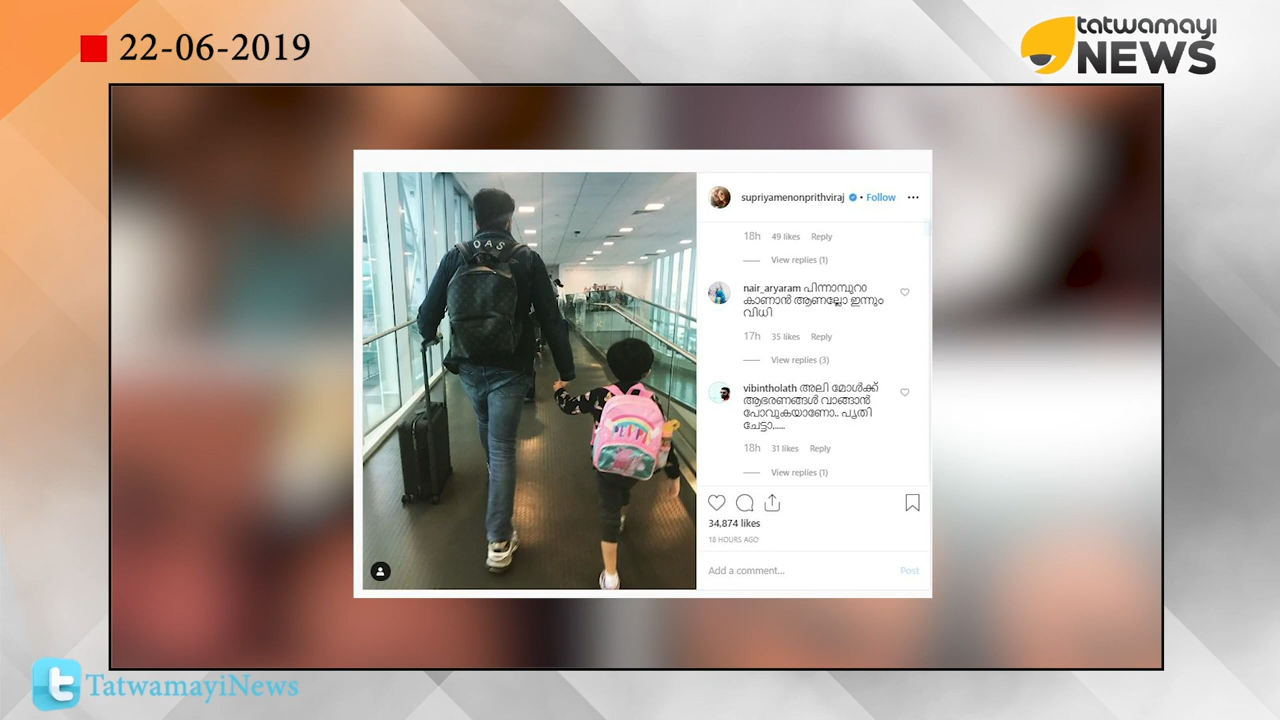 22-06-2019
tatwamayi
NEWS
OAS
supriyamenonprithviraj • Follow
18h 49 likes Reply
View replies (1)
nair_aryaram പിന്നാമ്പുറാ
കാണാൻ ആണല്ലോ ഇന്നും
വിധി
17h 35 likes Reply
View replies (3)
vibintholath അലി മോൾക്ക്
ആഭരണങ്ങൾ വാങ്ങാൻ
പോവുകയാണോ.. പൃതി
ചേട്ടാ.....
18h 31 likes Reply
View replies (1)
34,874 likes
18 HOURS AGO
Add a comment... Post
TatwamayiNews